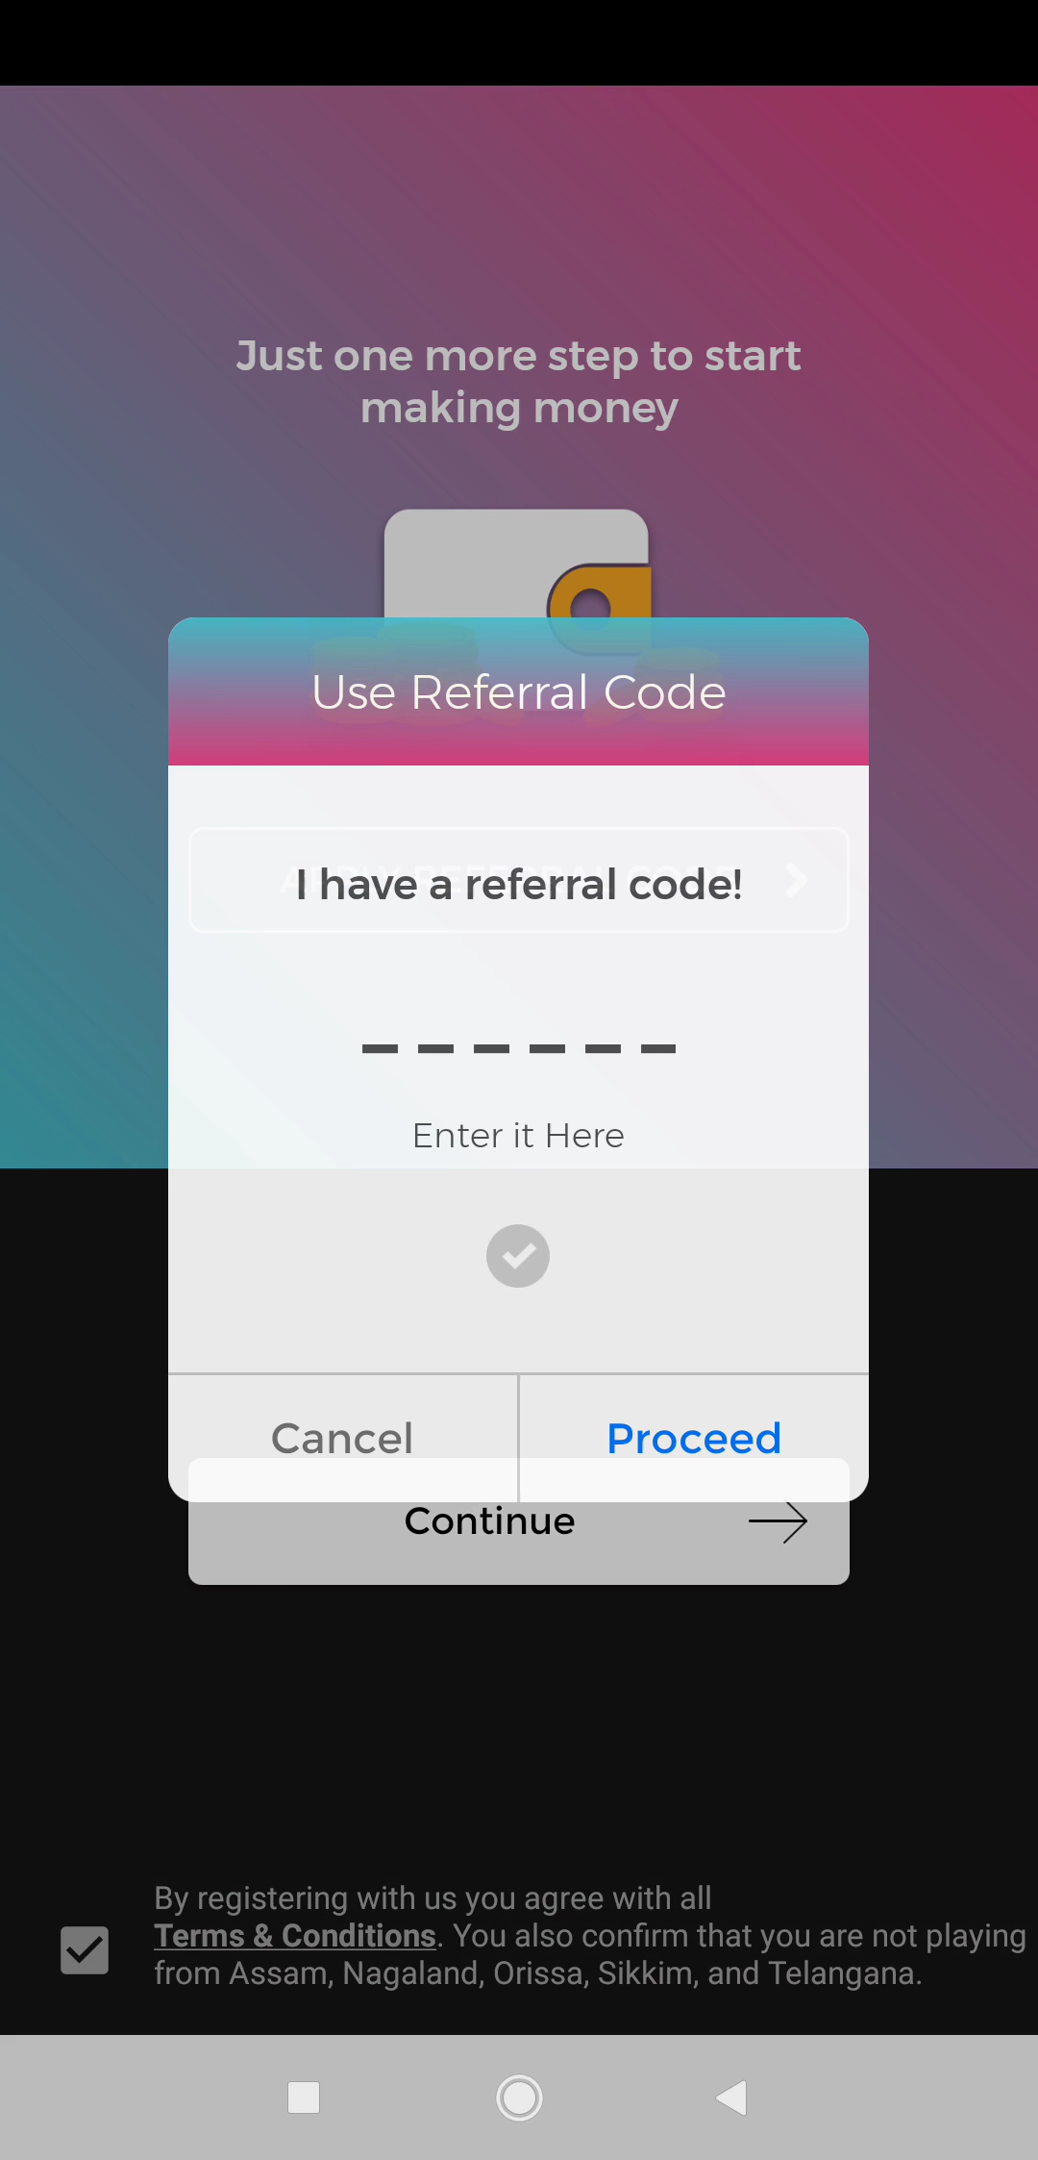 Just one more step to start
making money
Use Referral Code
I have a referral code!
Enter it Here
Cancel
Proceed
Continue
By registering with us you agree with all
Terms & Conditions. You also confirm that you are not playing
from Assam, Nagaland, Orissa, Sikkim, and Telangana.